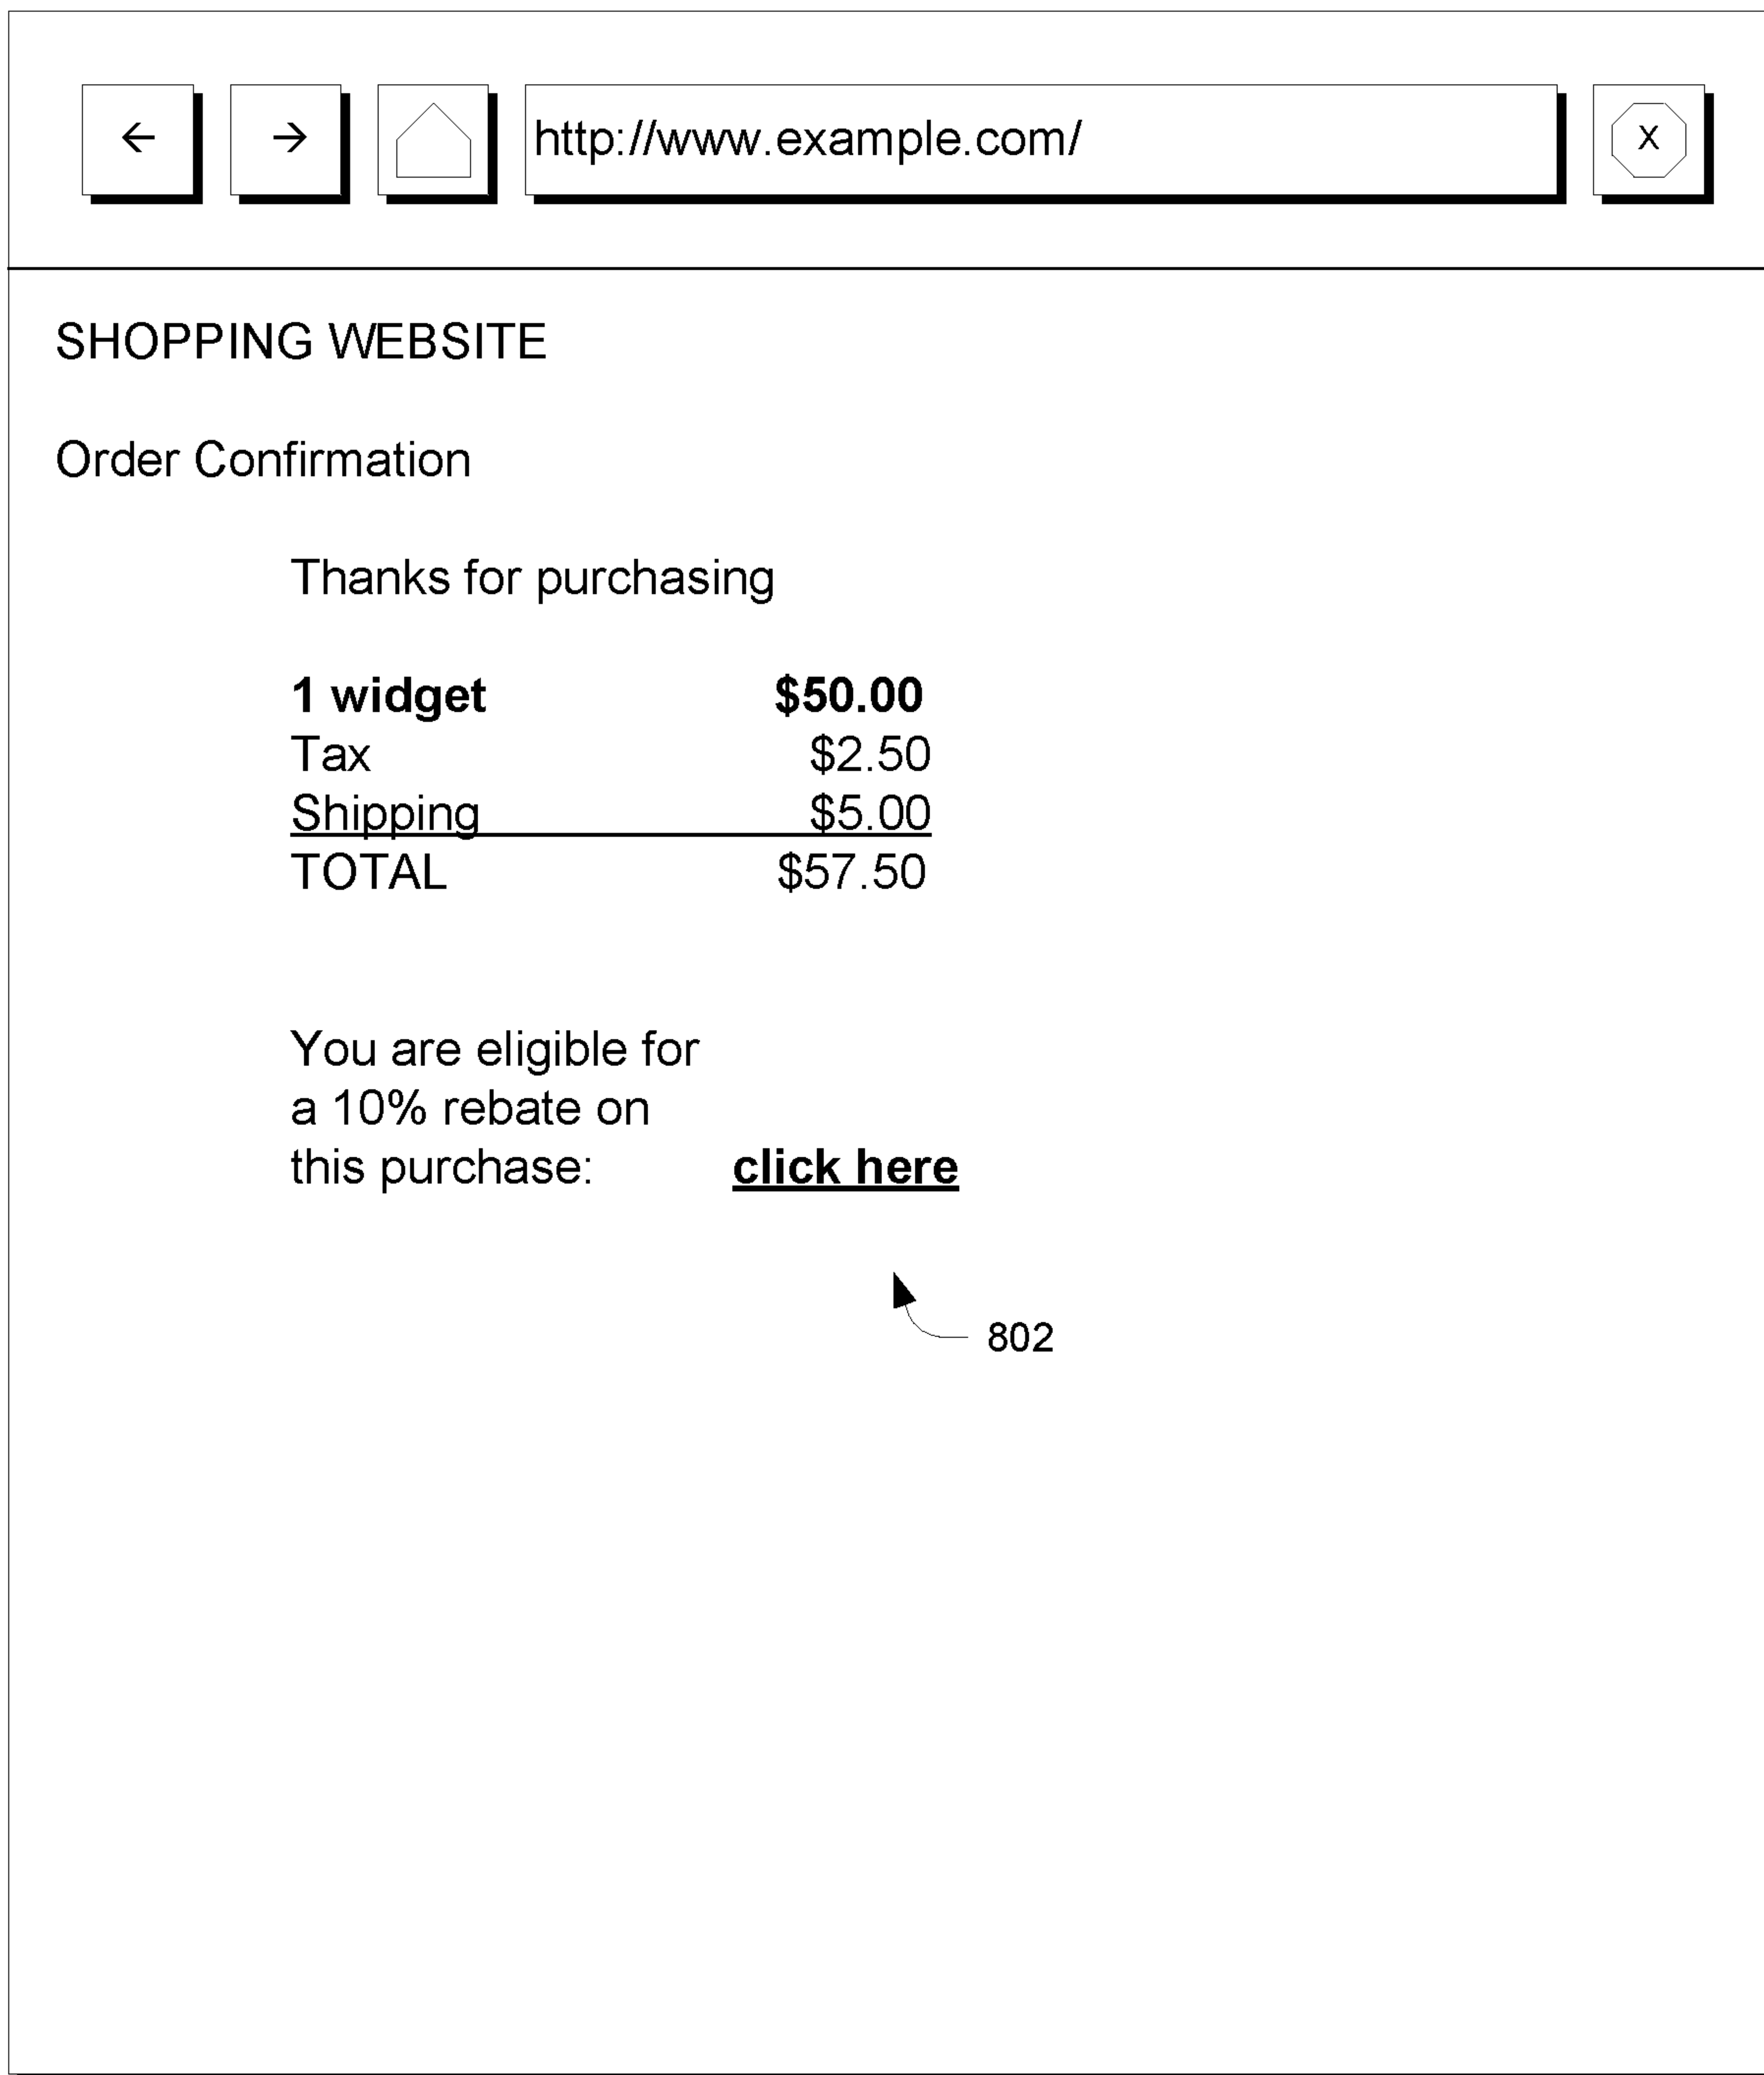 ← → http://www.example.com/ X
SHOPPING WEBSITE
Order Confirmation
Thanks for purchasing
1 widget $50.00
Tax $2.50
Shipping $5.00
TOTAL $57.50
You are eligible for
a 10% rebate on
this purchase: click here
802